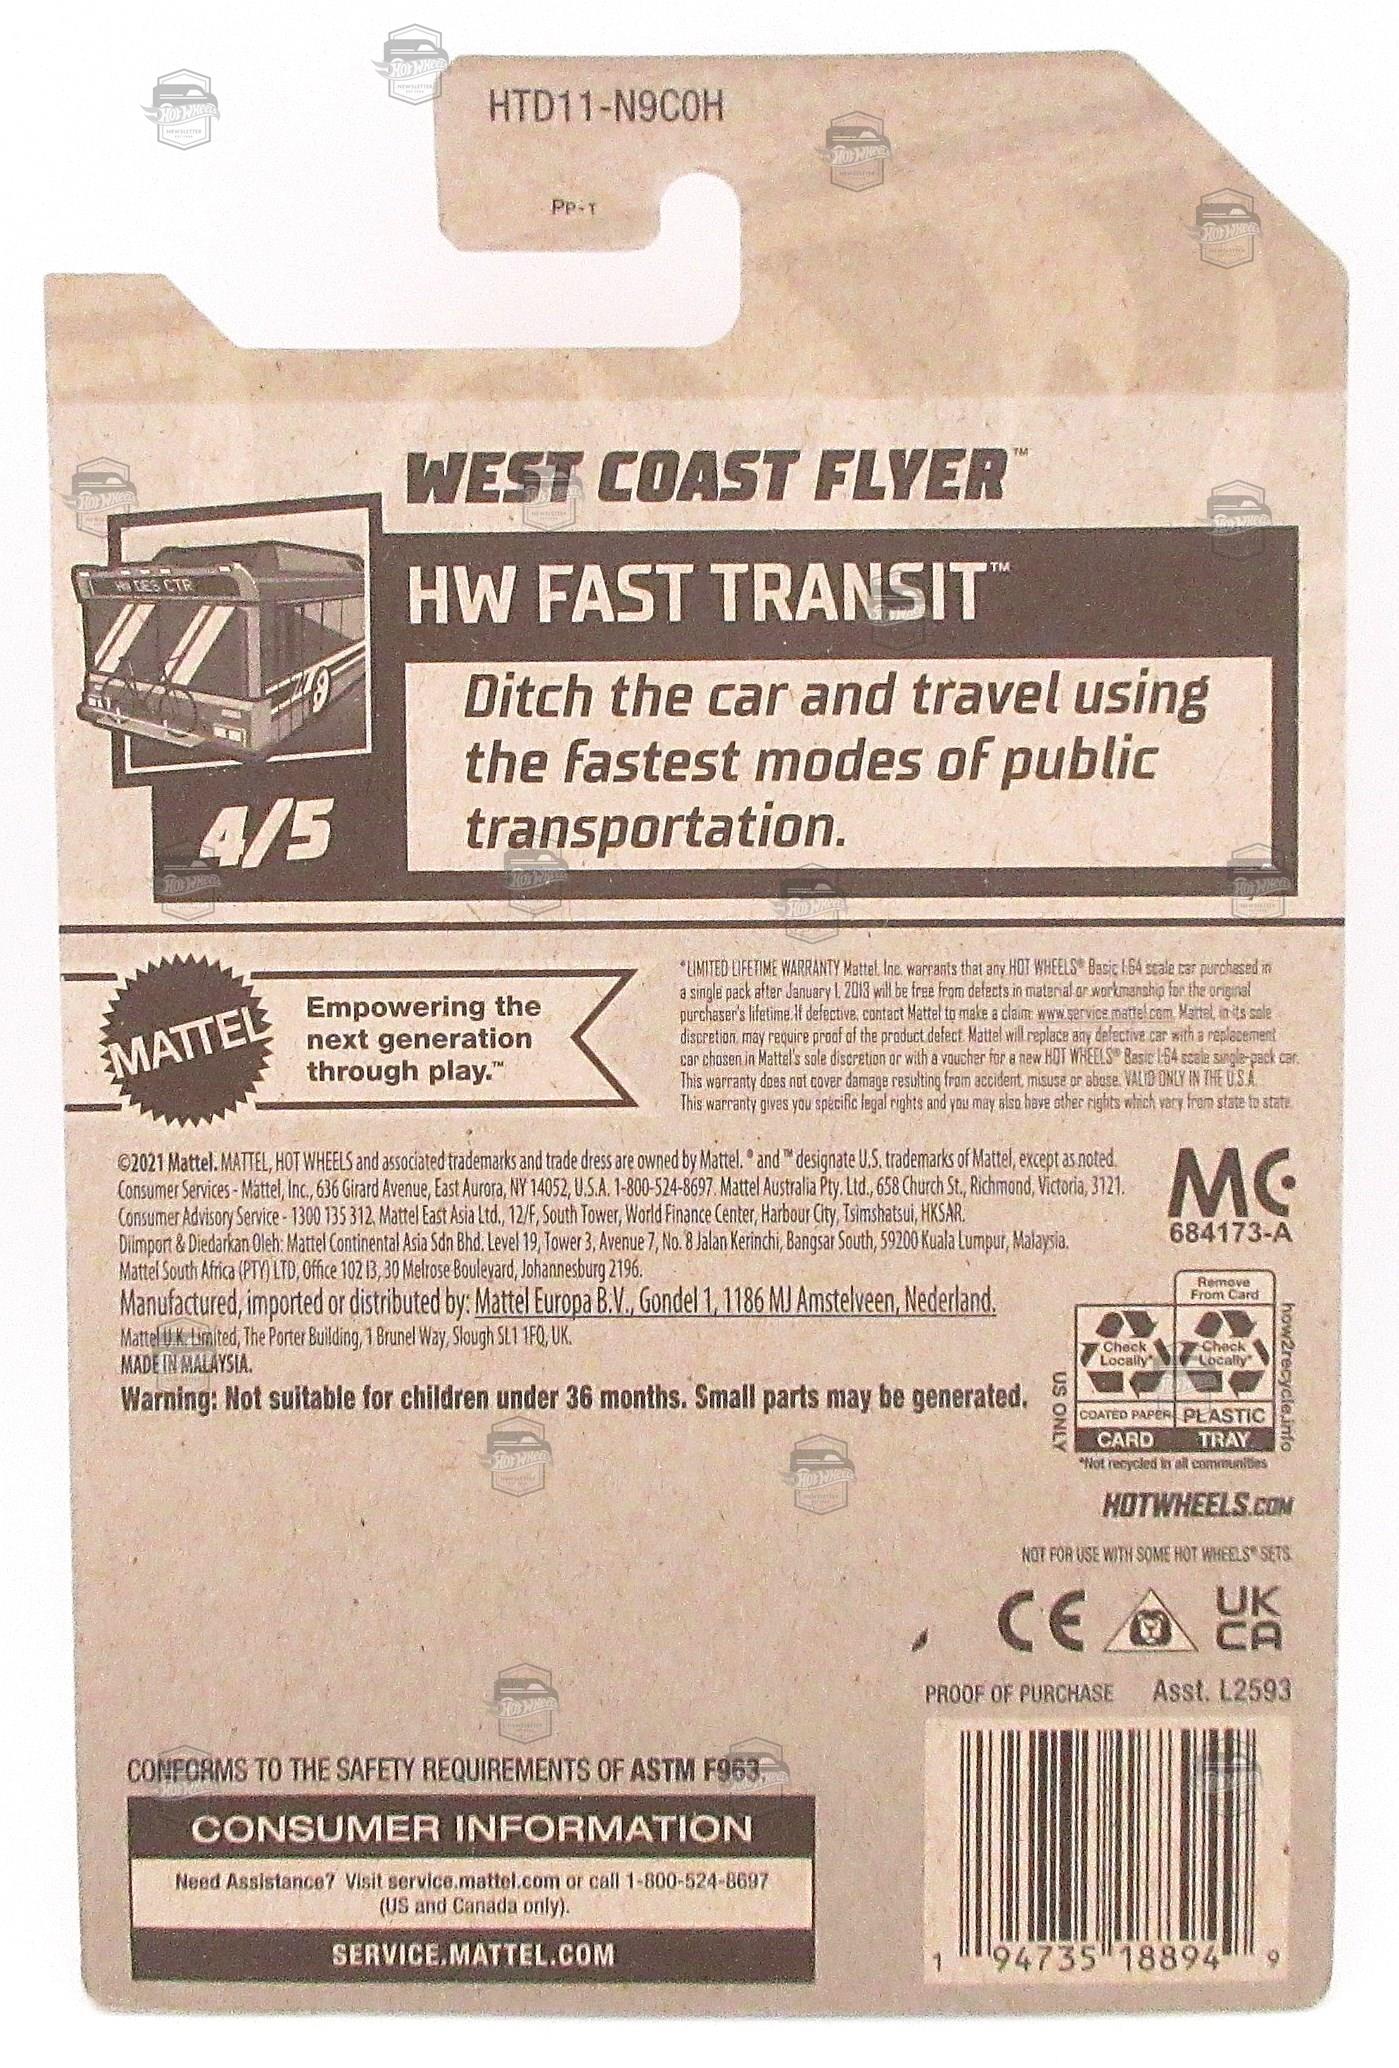 HTD11-N9C0H
PP-T
WEST COAST FLYER™
HW DES CTR
HW FAST TRANSIT™
Ditch the car and travel using
the fastest modes of public
transportation.
4/5
MATTEL
Empowering the
next generation
through play.™
*LIMITED LIFETIME WARRANTY Mattel, Inc. warrants that any HOT WHEELS® Basic 1:64 scale car purchased in
a single pack after January 1, 2013 will be free from defects in material or workmanship for the original
purchaser's lifetime. If defective, contact Mattel to make a claim: www.service.mattel.com. Mattel, in its sole
discretion, may require proof of the product defect. Mattel will replace any defective car with a replacement
car chosen in Mattel's sole discretion or with a voucher for a new HOT WHEELS® Basic 1:64 scale single-pack car.
This warranty does not cover damage resulting from accident, misuse or abuse. VALID ONLY IN THE U.S.A.
This warranty gives you specific legal rights and you may also have other rights which vary from state to state.
©2021 Mattel. MATTEL, HOT WHEELS and associated trademarks and trade dress are owned by Mattel. ® and ™ designate U.S. trademarks of Mattel, except as noted.
Consumer Services - Mattel, Inc., 636 Girard Avenue, East Aurora, NY 14052, U.S.A. 1-800-524-8697. Mattel Australia Pty. Ltd., 658 Church St., Richmond, Victoria, 3121.
Consumer Advisory Service - 1300 135 312. Mattel East Asia Ltd., 12/F, South Tower, World Finance Center, Harbour City, Tsimshatsui, HKSAR.
Diimport & Diedarkan Oleh: Mattel Continental Asia Sdn Bhd. Level 19, Tower 3, Avenue 7, No. 8 Jalan Kerinchi, Bangsar South, 59200 Kuala Lumpur, Malaysia.
Mattel South Africa (PTY) LTD, Office 102 I3, 30 Melrose Boulevard, Johannesburg 2196.
Manufactured, imported or distributed by: Mattel Europa B.V., Gondel 1, 1186 MJ Amstelveen, Nederland.
Mattel U.K. Limited, The Porter Building, 1 Brunel Way, Slough SL1 1FQ, UK.
MADE IN MALAYSIA.
Warning: Not suitable for children under 36 months. Small parts may be generated.
MC
684173-A
Remove
From Card
Check
Locally*
Check
Locally*
COATED PAPER
PLASTIC
CARD
TRAY
US ONLY
how2recycle.info
*Not recycled in all communities
HOTWHEELS.COM
NOT FOR USE WITH SOME HOT WHEELS® SETS.
CE
UK
CA
PROOF OF PURCHASE
Asst. L2593
CONFORMS TO THE SAFETY REQUIREMENTS OF ASTM F963.
CONSUMER INFORMATION
Need Assistance? Visit service.mattel.com or call 1-800-524-8697
(US and Canada only).
SERVICE.MATTEL.COM
1 94735 18894 9